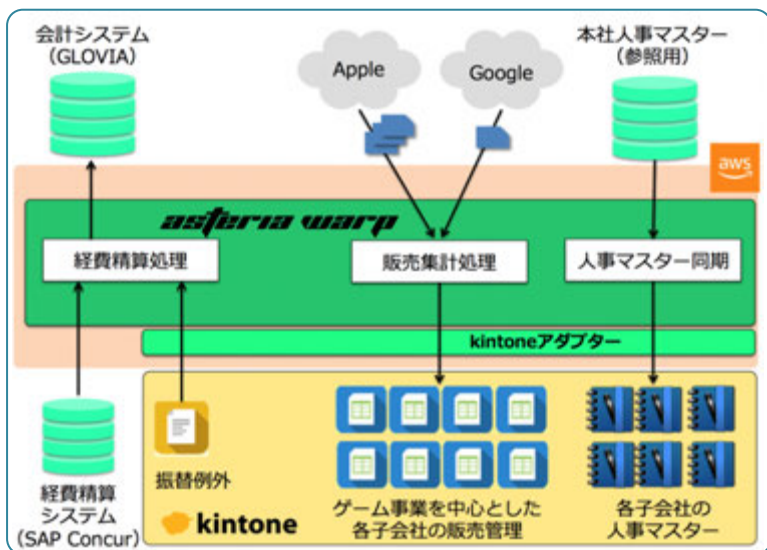 会計システム
（GLOVIA）
Apple
Google
本社人事マスター
（参照用）
aws
asteria warp
経費精算処理
販売集計処理
人事マスター同期
kintoneアダプター
経費精算
システム
（SAP Concur）
振替例外
kintone
ゲーム事業を中心とした
各子会社の販売管理
各子会社の
人事マスター